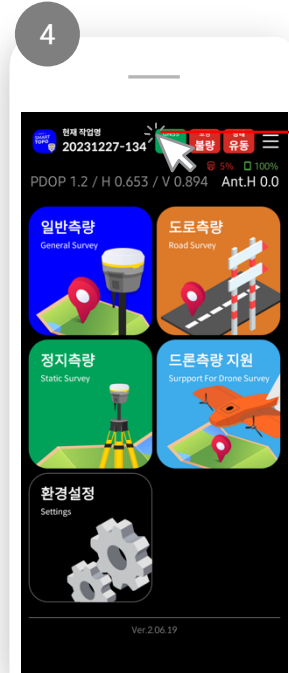 4
SMART
TOPO
현재 작업명
20231227-134
불량
유동
5%
100%
PDOP 1.2 / H 0.653 / V 0.894
Ant.H 0.0
일반측량
General Survey
도로측량
Road Survey
정지측량
Static Survey
드론측량 지원
Surpport For Drone Survey
환경설정
Settings
Ver.2.06.19